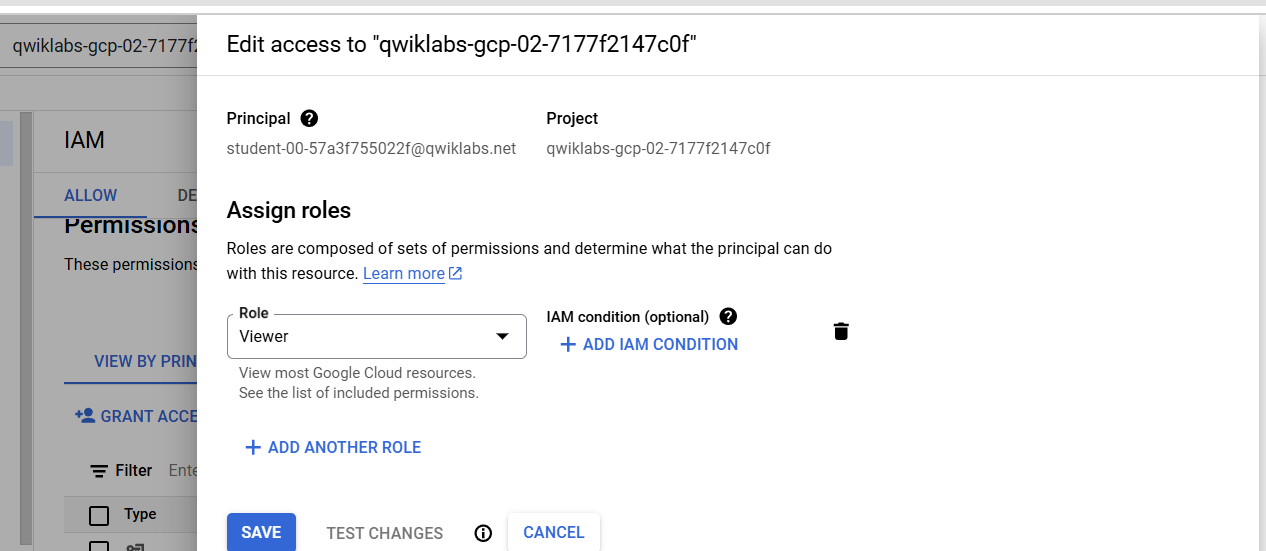 qwiklabs-gcp-02-7177f2
Edit access to "qwiklabs-gcp-02-7177f2147c0f"
Principal
Project
student-00-57a3f755022f@qwiklabs.net
qwiklabs-gcp-02-7177f2147c0f
IAM
ALLOW
DE
Permissions
These permissions
Assign roles
Roles are composed of sets of permissions and determine what the principal can do
with this resource. Learn more
Role
Viewer
IAM condition (optional)
ADD IAM CONDITION
View most Google Cloud resources.
See the list of included permissions.
VIEW BY PRIN
GRANT ACCE
ADD ANOTHER ROLE
Filter Ente
Type
SAVE
TEST CHANGES
CANCEL